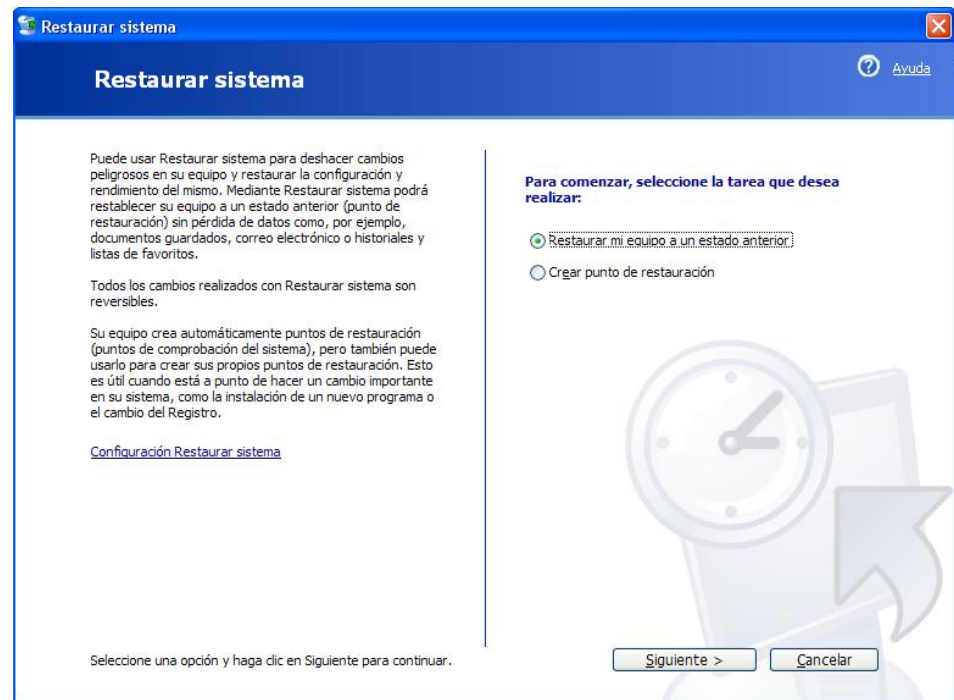 Restaurar sistema
Restaurar sistema
Ayuda
Puede usar Restaurar sistema para deshacer cambios
peligrosos en su equipo y restaurar la configuración y
rendimiento del mismo. Mediante Restaurar sistema podrá
restablecer su equipo a un estado anterior (punto de
restauración) sin pérdida de datos como, por ejemplo,
documentos guardados, correo electrónico o historiales y
listas de favoritos.
Todos los cambios realizados con Restaurar sistema son
reversibles.
Su equipo crea automáticamente puntos de restauración
(puntos de comprobación del sistema), pero también puede
usarlo para crear sus propios puntos de restauración. Esto
es útil cuando está a punto de hacer un cambio importante
en su sistema, como la instalación de un nuevo programa o
el cambio del Registro.
Configuración Restaurar sistema
Para comenzar, seleccione la tarea que desea
realizar:
Restaurar mi equipo a un estado anterior
Crear punto de restauración
Seleccione una opción y haga clic en Siguiente para continuar.
Siguiente >
Cancelar